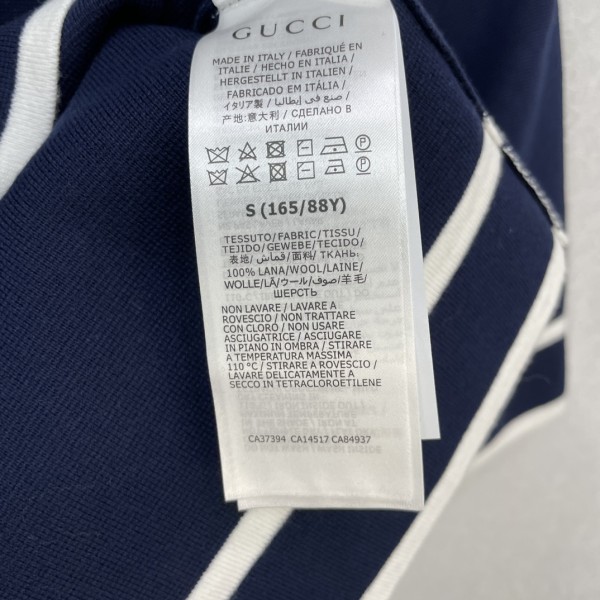 GUCCI
MADE IN ITALY / FABRIQUÉ EN
ITALIE / HECHO EN ITALIA /
HERGESTELLT IN ITALIEN /
FABRICADO EM ITÁLIA /
イタリア製 / صنع في إيطاليا /
产地:意大利 / СДЕЛАНО В
ИТАЛИИ
S (165/88Y)
TESSUTO/FABRIC/TISSU/
TEJIDO/GEWEBE/TECIDO/
表地/قماش/面料/ ТКАНЬ:
100% LANA/WOOL/LAINE/
WOLLE/LÃ/ウール/صوف/羊毛/
ШЕРСТЬ
NON LAVARE / LAVARE A
ROVESCIO / NON TRATTARE
CON CLORO / NON USARE
ASCIUGATRICE / ASCIUGARE
IN PIANO IN OMBRA / STIRARE
A TEMPERATURA MASSIMA
110 °C / STIRARE A ROVESCIO /
LAVARE DELICATAMENTE A
SECCO IN TETRACLOROETILENE
CA37394 CA14517 CA84937